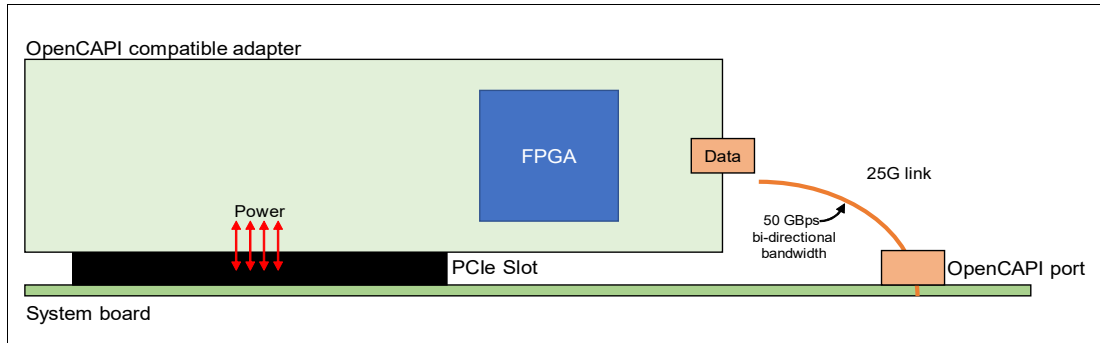 OpenCAPI compatible adapter
FPGA
Data
25G link
Power
50 GBps
bi-directional
bandwidth
PCIe Slot
OpenCAPI port
System board